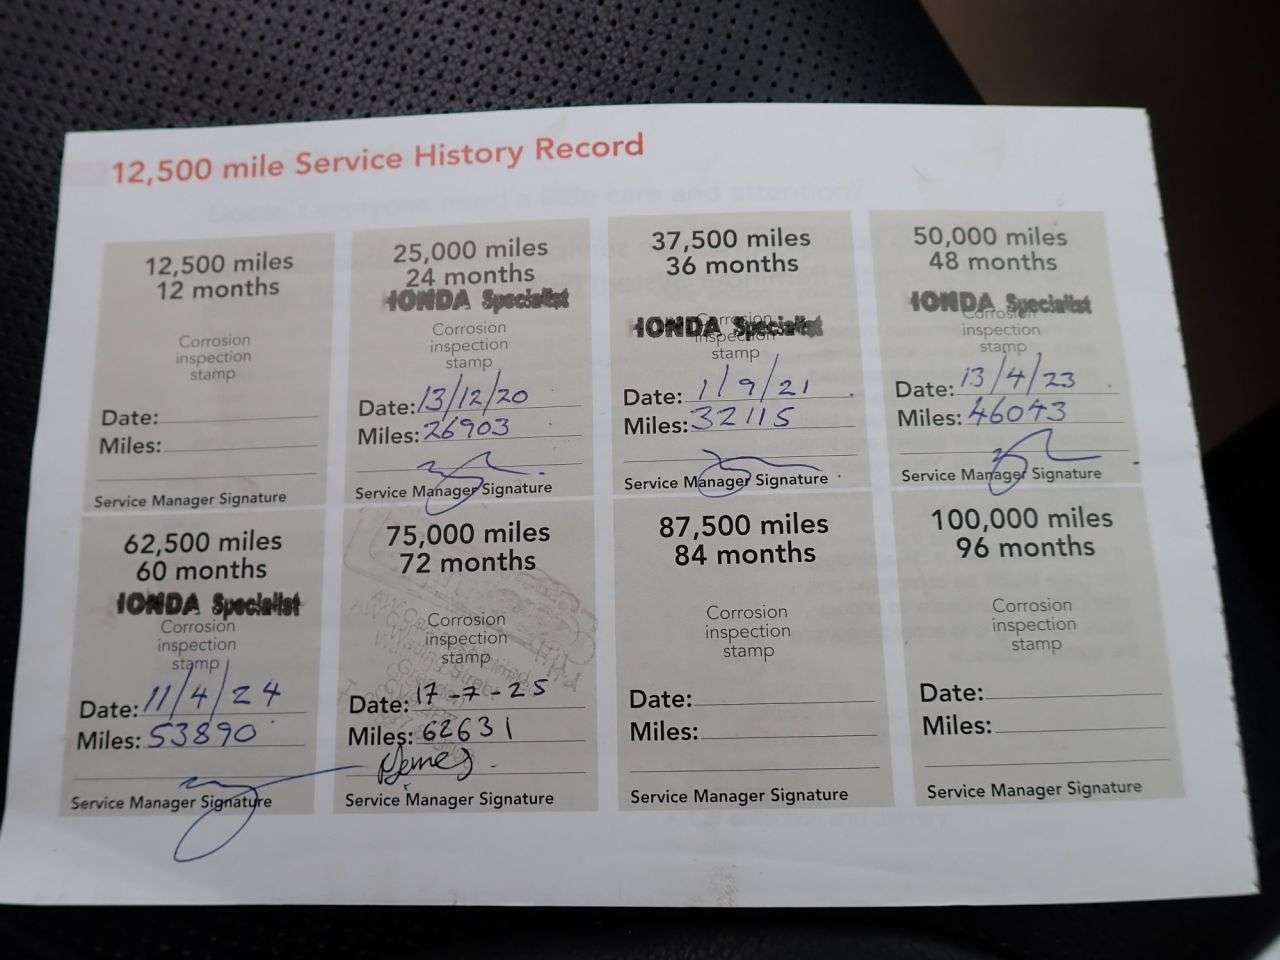 12,500 mile Service History Record
12,500 miles
12 months
Corrosion
inspection
stamp
Date:
Miles:
Service Manager Signature
25,000 miles
24 months
HONDA Specialist
Corrosion
inspection
stamp
Date: 13/12/20
Miles: 26903
Service Manager Signature
37,500 miles
36 months
HONDA Specialist
Corrosion
inspection
stamp
Date: 1/9/21
Miles: 32115
Service Manager Signature
50,000 miles
48 months
HONDA Specialist
Corrosion
inspection
stamp
Date: 13/4/23
Miles: 46043
Service Manager Signature
62,500 miles
60 months
HONDA Specialist
Corrosion
inspection
stamp
Date: 11/4/24
Miles: 53890
Service Manager Signature
75,000 miles
72 months
Corrosion
inspection
stamp
Date: 17-7-25
Miles: 62631
Service Manager Signature
87,500 miles
84 months
Corrosion
inspection
stamp
Date:
Miles:
Service Manager Signature
100,000 miles
96 months
Corrosion
inspection
stamp
Date:
Miles:
Service Manager Signature